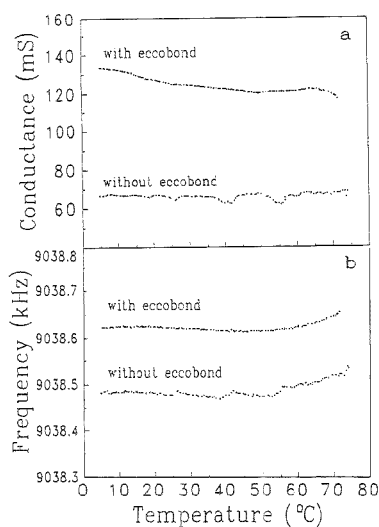 160
140
120
100
80
60
Conductance (mS)
a
with eccobond
without eccobond
9038.8
9038.7
9038.6
9038.5
9038.4
9038.3
Frequency (kHz)
b
with eccobond
without eccobond
0 10 20 30 40 50 60 70 80
Temperature (°C)